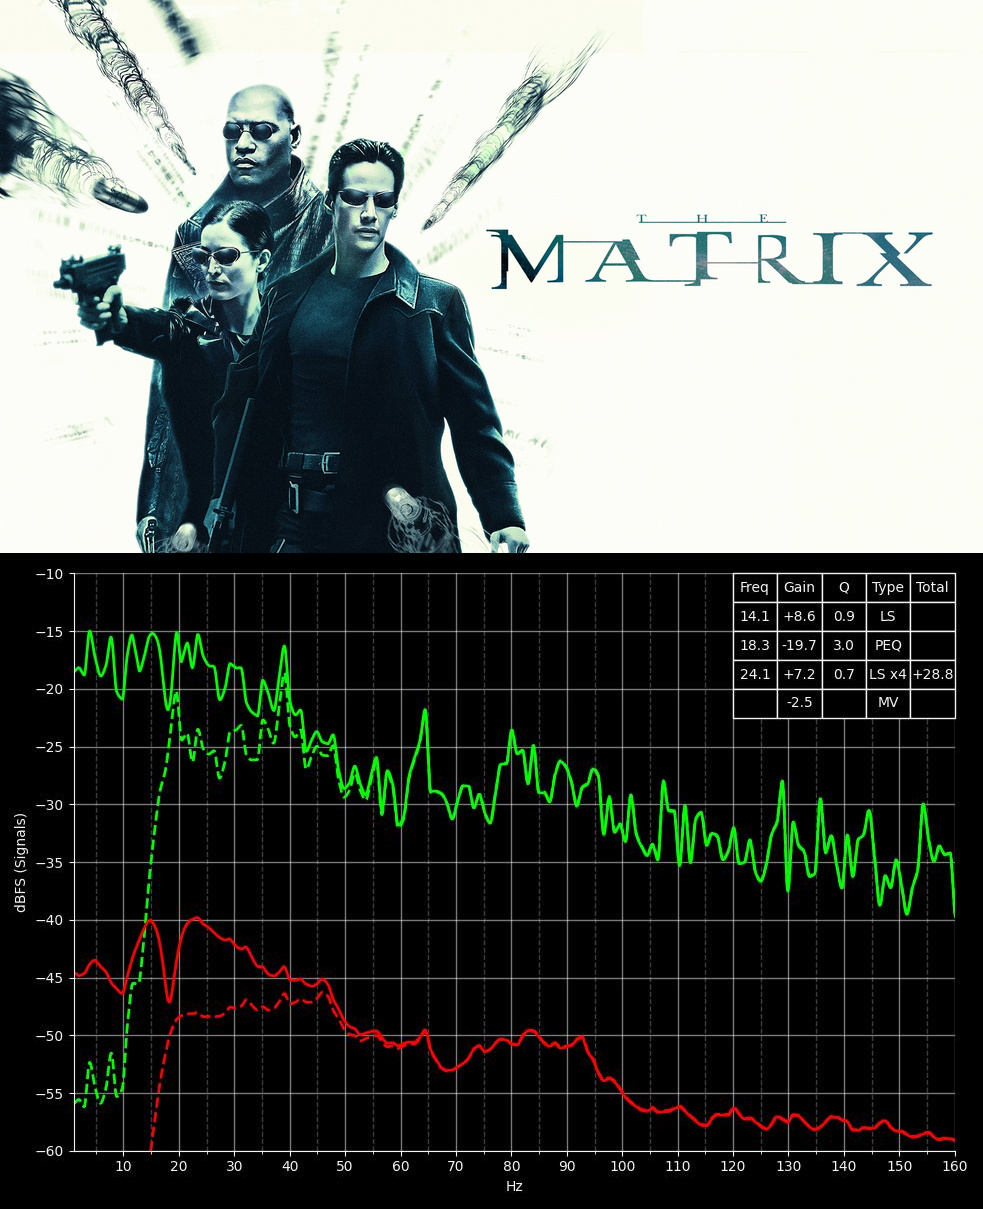 THE
MATRIX
Freq Gain Q Type Total
14.1 +8.6 0.9 LS
18.3 -19.7 3.0 PEQ
24.1 +7.2 0.7 LS x4 +28.8
-2.5 MV
−10
−15
−20
−25
−30
−35
−40
−45
−50
−55
−60
dBFS (Signals)
10 20 30 40 50 60 70 80 90 100 110 120 130 140 150 160
Hz